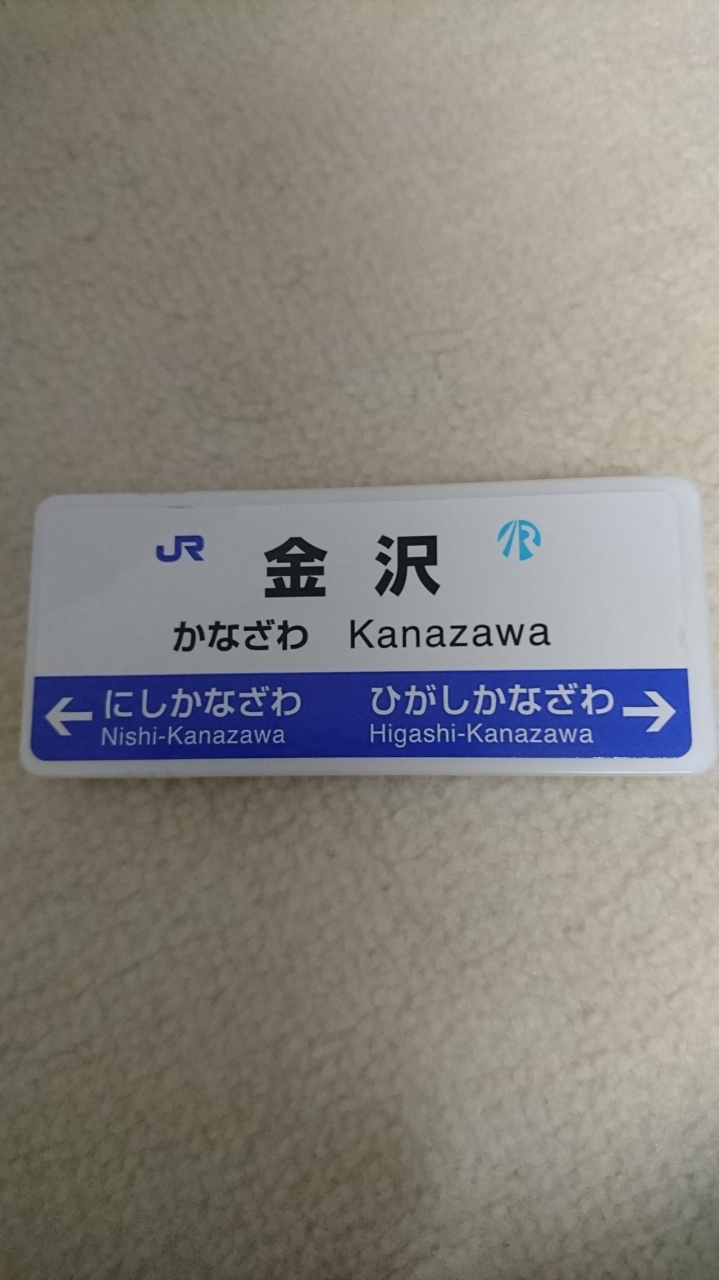 JR 金沢 IR
かなざわ Kanazawa
← にしかなざわ ひがしかなざわ →
Nishi-Kanazawa Higashi-Kanazawa